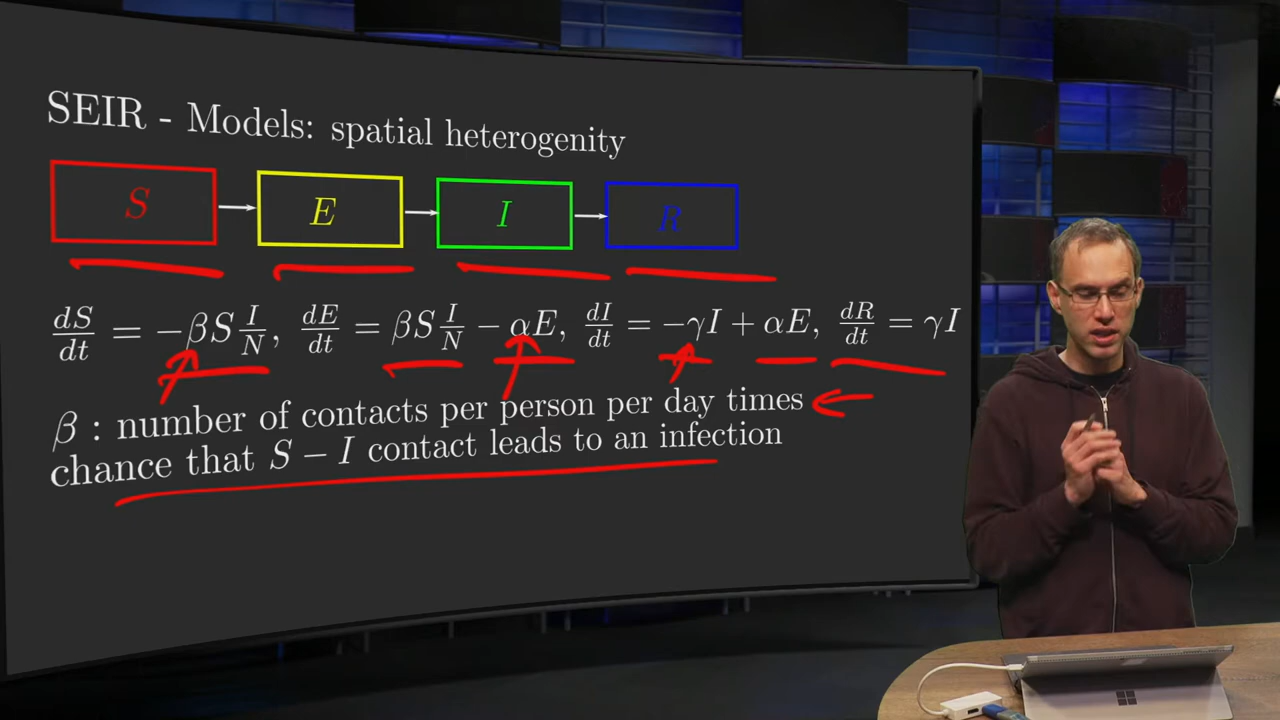 SEIR - Models: spatial heterogenity
S E I R
dS/dt = −βS I/N, dE/dt = βS I/N − αE, dI/dt = −γI + αE, dR/dt = γI
β : number of contacts per person per day times
chance that S − I contact leads to an infection